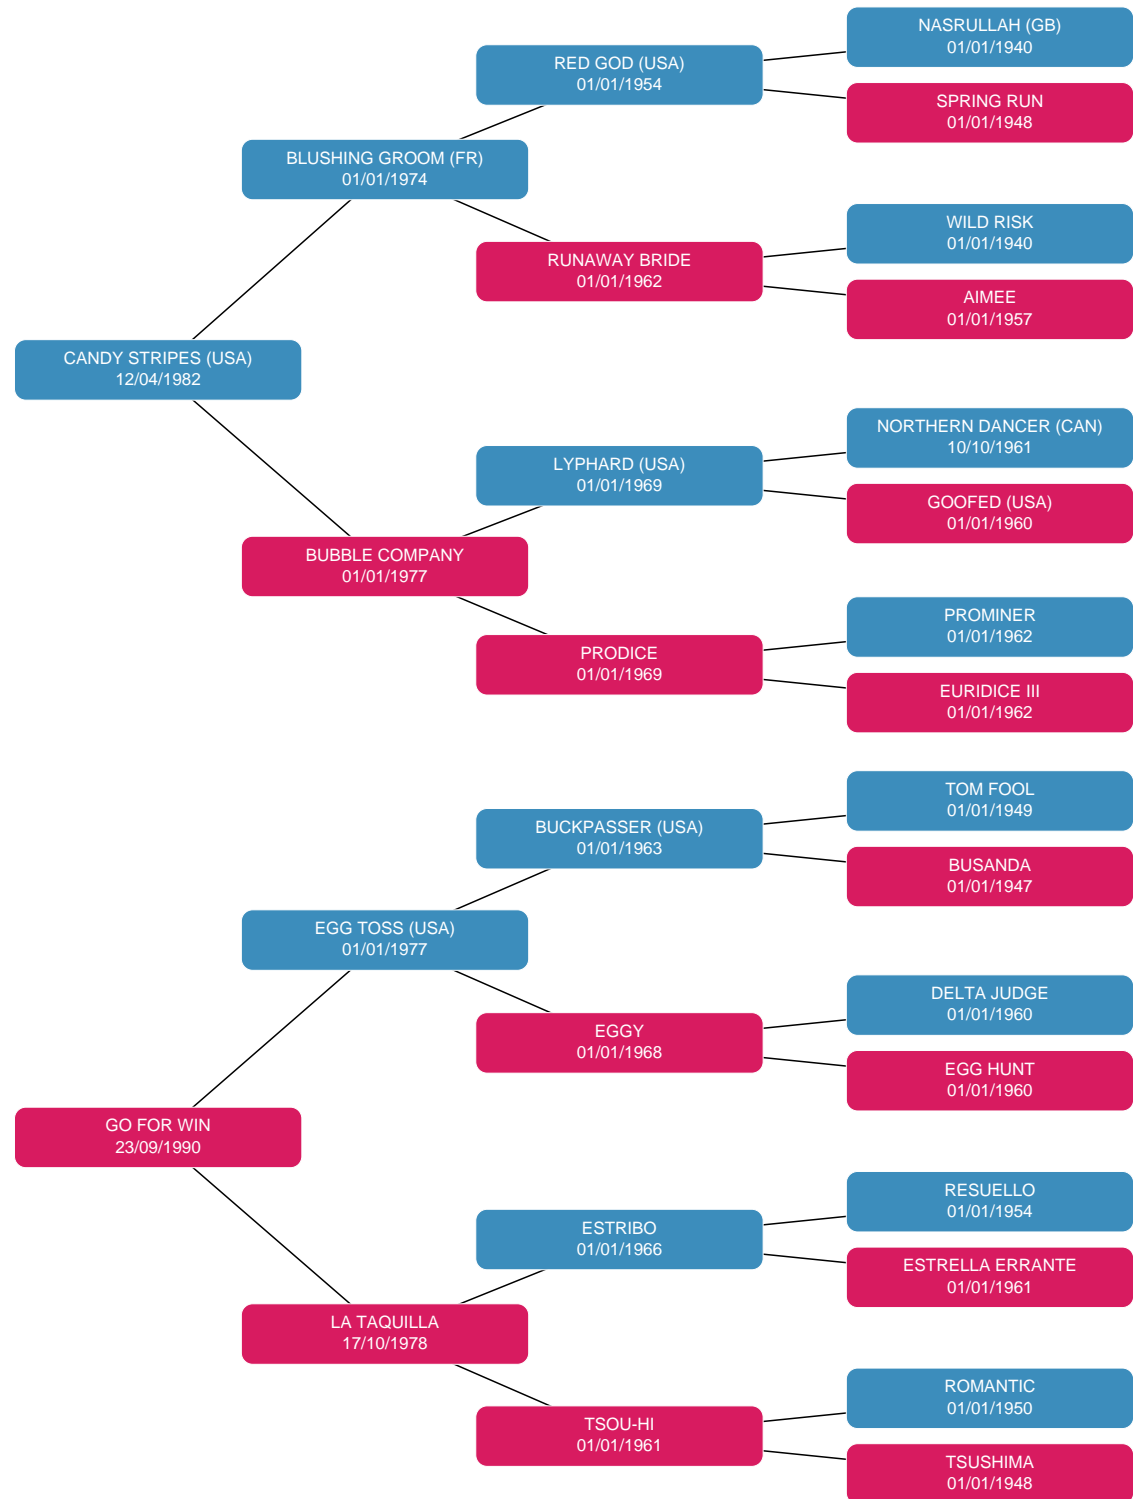 NASRULLAH (GB)
01/01/1940
RED GOD (USA)
01/01/1954
SPRING RUN
01/01/1948
BLUSHING GROOM (FR)
01/01/1974
WILD RISK
01/01/1940
RUNAWAY BRIDE
01/01/1962
AIMEE
01/01/1957
CANDY STRIPES (USA)
12/04/1982
NORTHERN DANCER (CAN)
10/10/1961
LYPHARD (USA)
01/01/1969
GOOFED (USA)
01/01/1960
BUBBLE COMPANY
01/01/1977
PROMINER
01/01/1962
PRODICE
01/01/1969
EURIDICE III
01/01/1962
TOM FOOL
01/01/1949
BUCKPASSER (USA)
01/01/1963
BUSANDA
01/01/1947
EGG TOSS (USA)
01/01/1977
DELTA JUDGE
01/01/1960
EGGY
01/01/1968
EGG HUNT
01/01/1960
GO FOR WIN
23/09/1990
RESUELLO
01/01/1954
ESTRIBO
01/01/1966
ESTRELLA ERRANTE
01/01/1961
LA TAQUILLA
17/10/1978
ROMANTIC
01/01/1950
TSOU-HI
01/01/1961
TSUSHIMA
01/01/1948